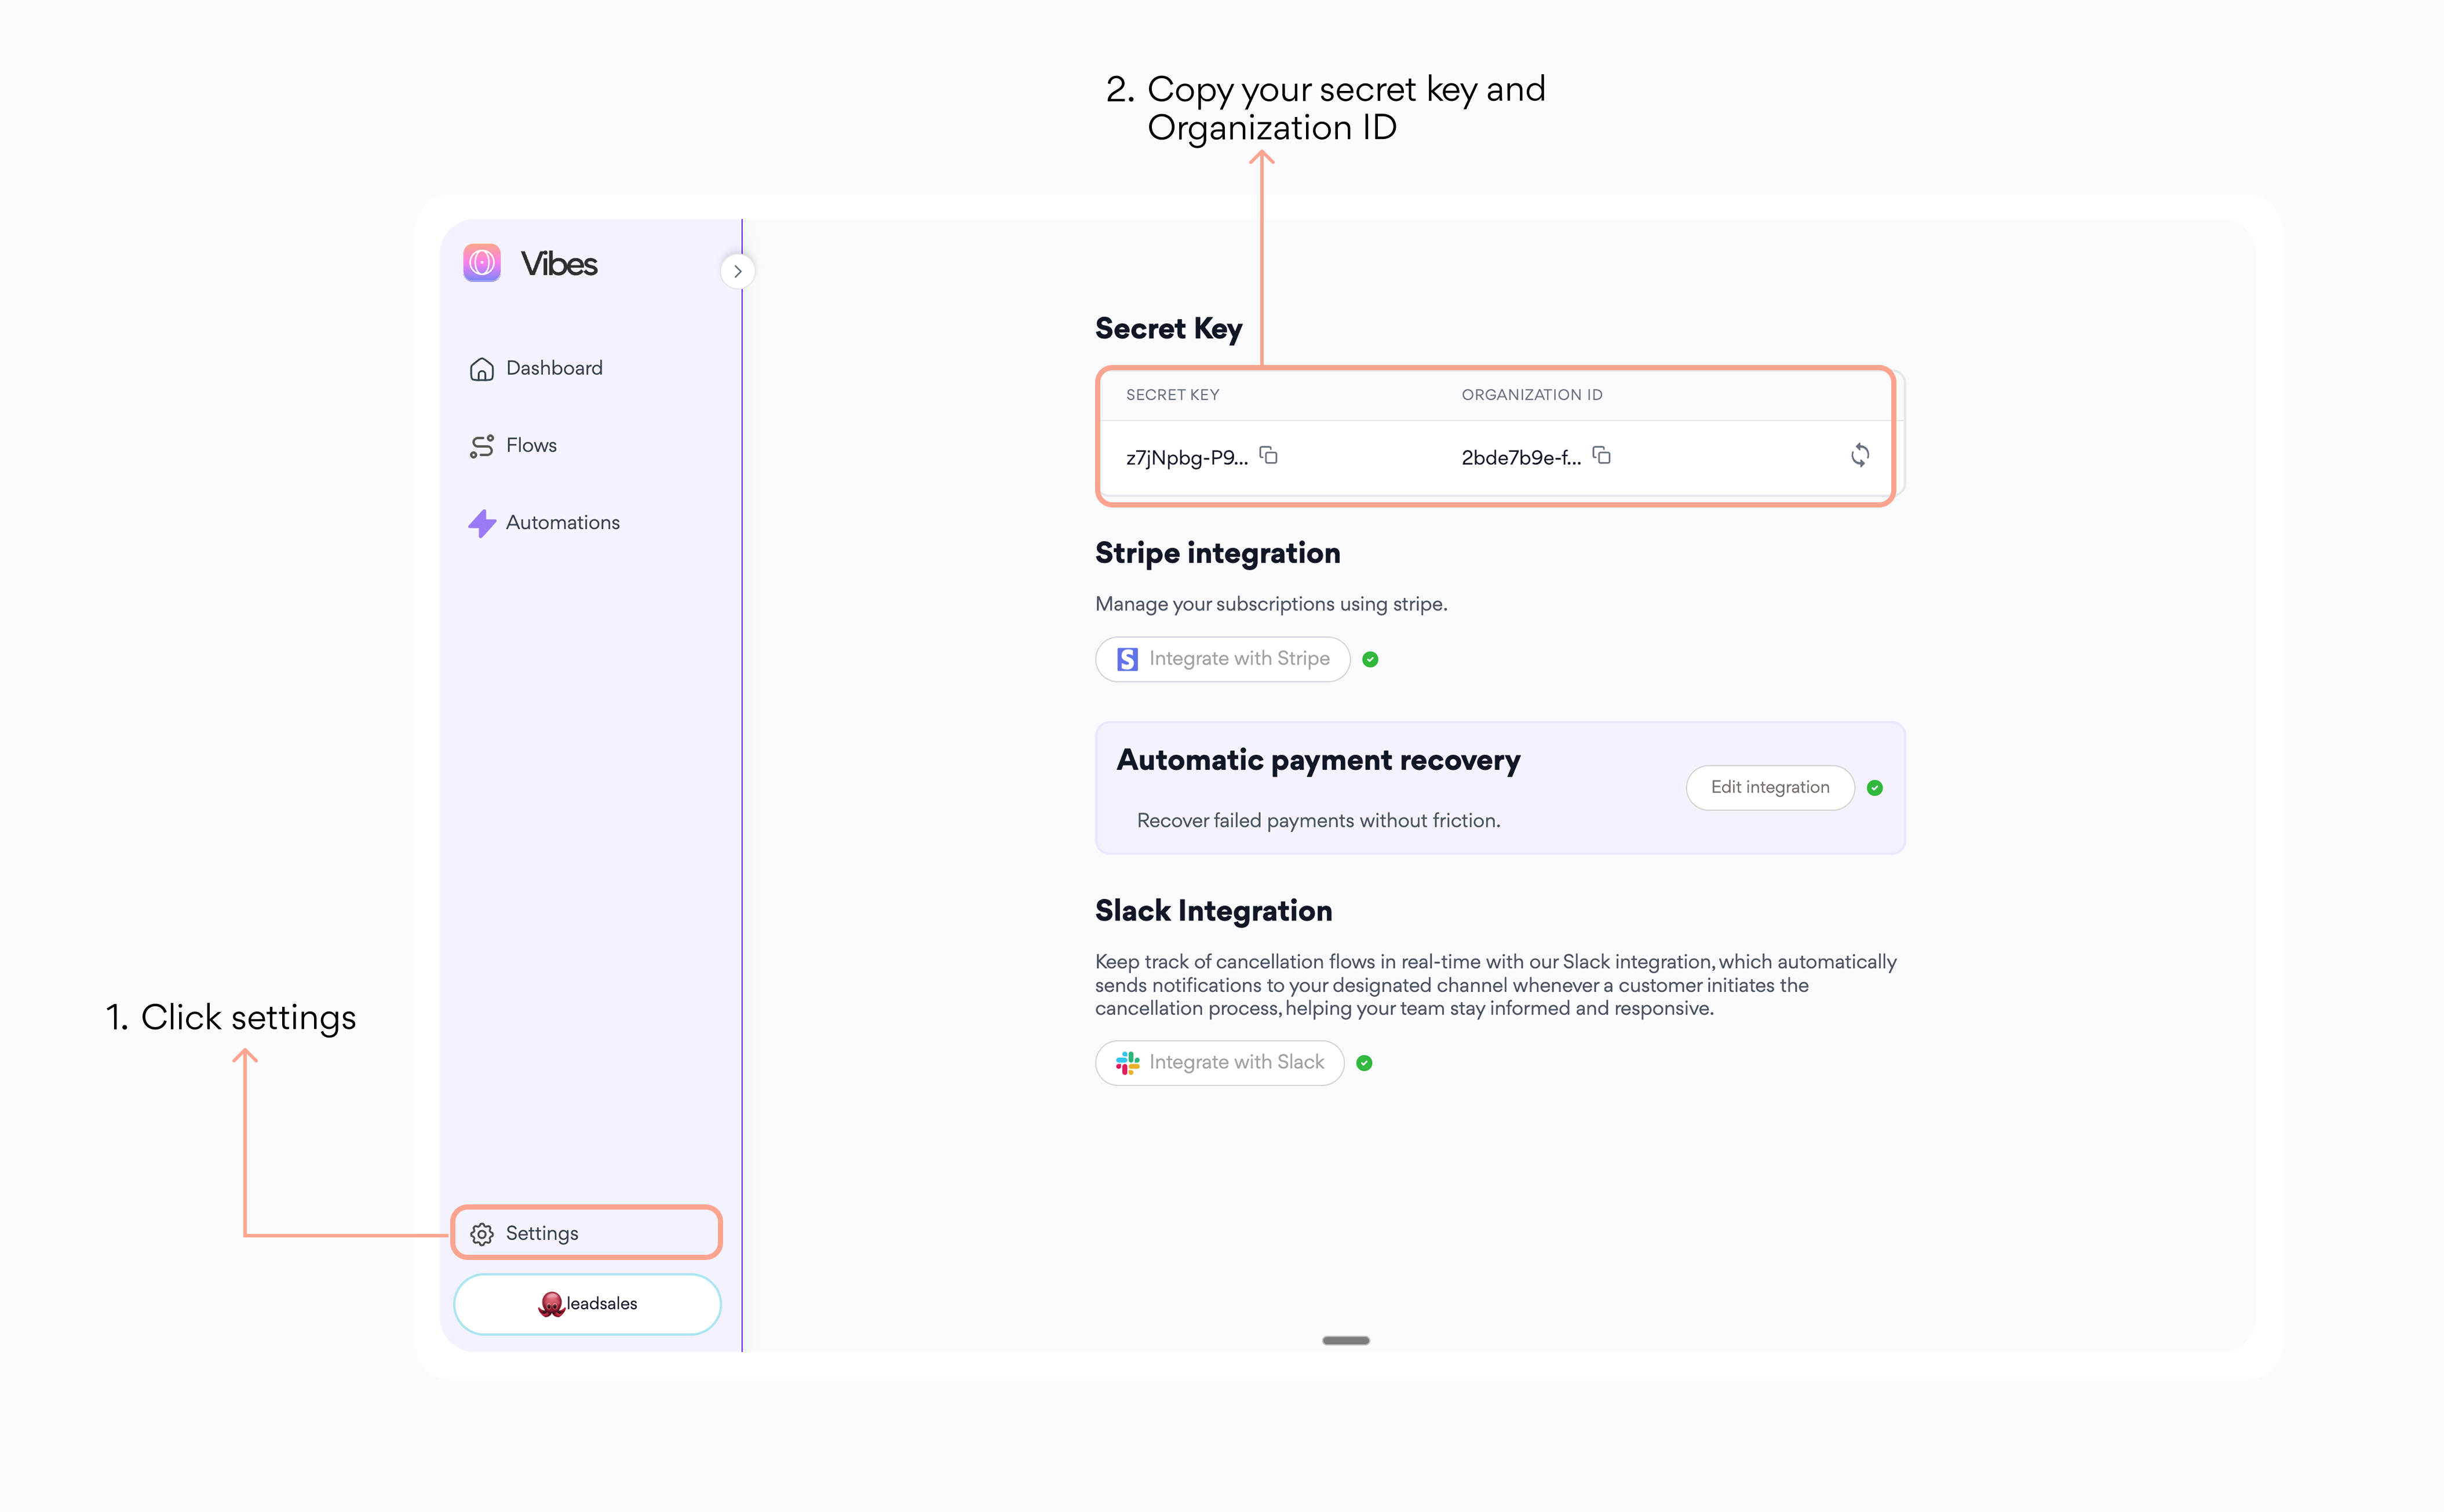 2. Copy your secret key and
Organization ID
Vibes
Dashboard
Flows
Automations
Secret Key
SECRET KEY ORGANIZATION ID
z7jNpbg-P9... 2bde7b9e-f...
Stripe integration
Manage your subscriptions using stripe.
Integrate with Stripe
Automatic payment recovery
Edit integration
Recover failed payments without friction.
Slack Integration
Keep track of cancellation flows in real-time with our Slack integration, which automatically
sends notifications to your designated channel whenever a customer initiates the
cancellation process, helping your team stay informed and responsive.
Integrate with Slack
1. Click settings
Settings
leadsales